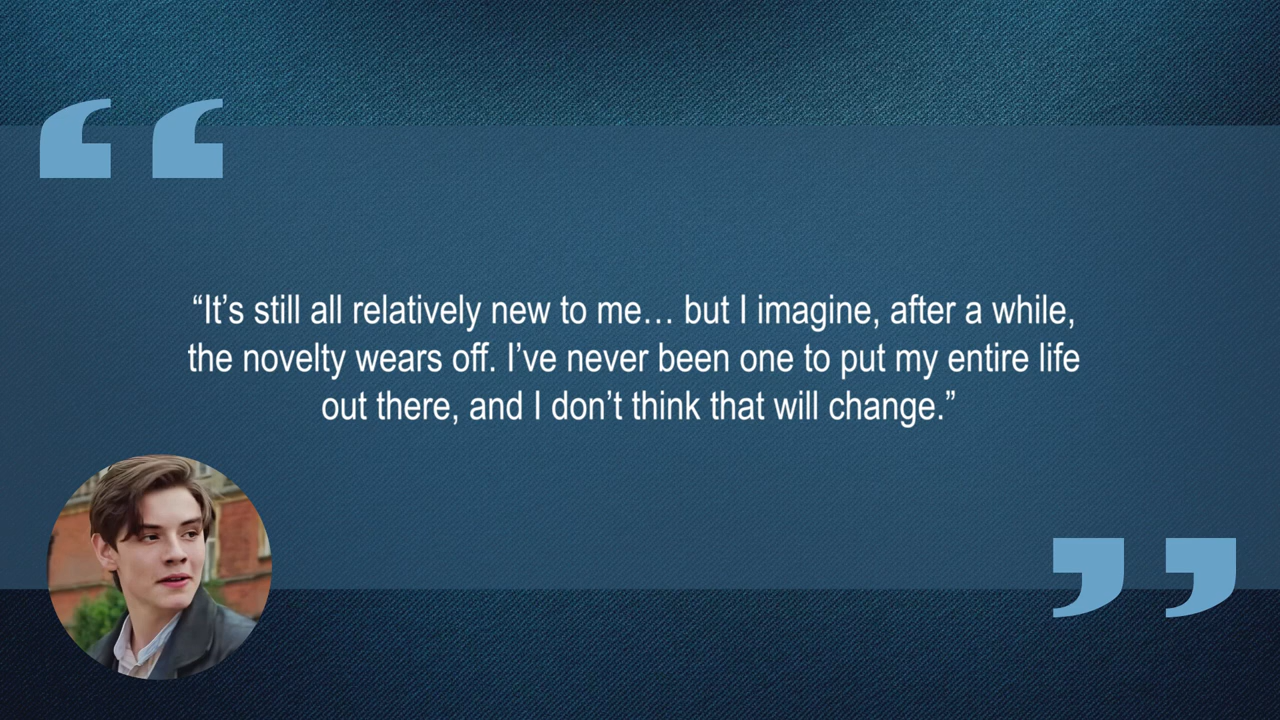 “It’s still all relatively new to me… but I imagine, after a while,
the novelty wears off. I’ve never been one to put my entire life
out there, and I don’t think that will change.”